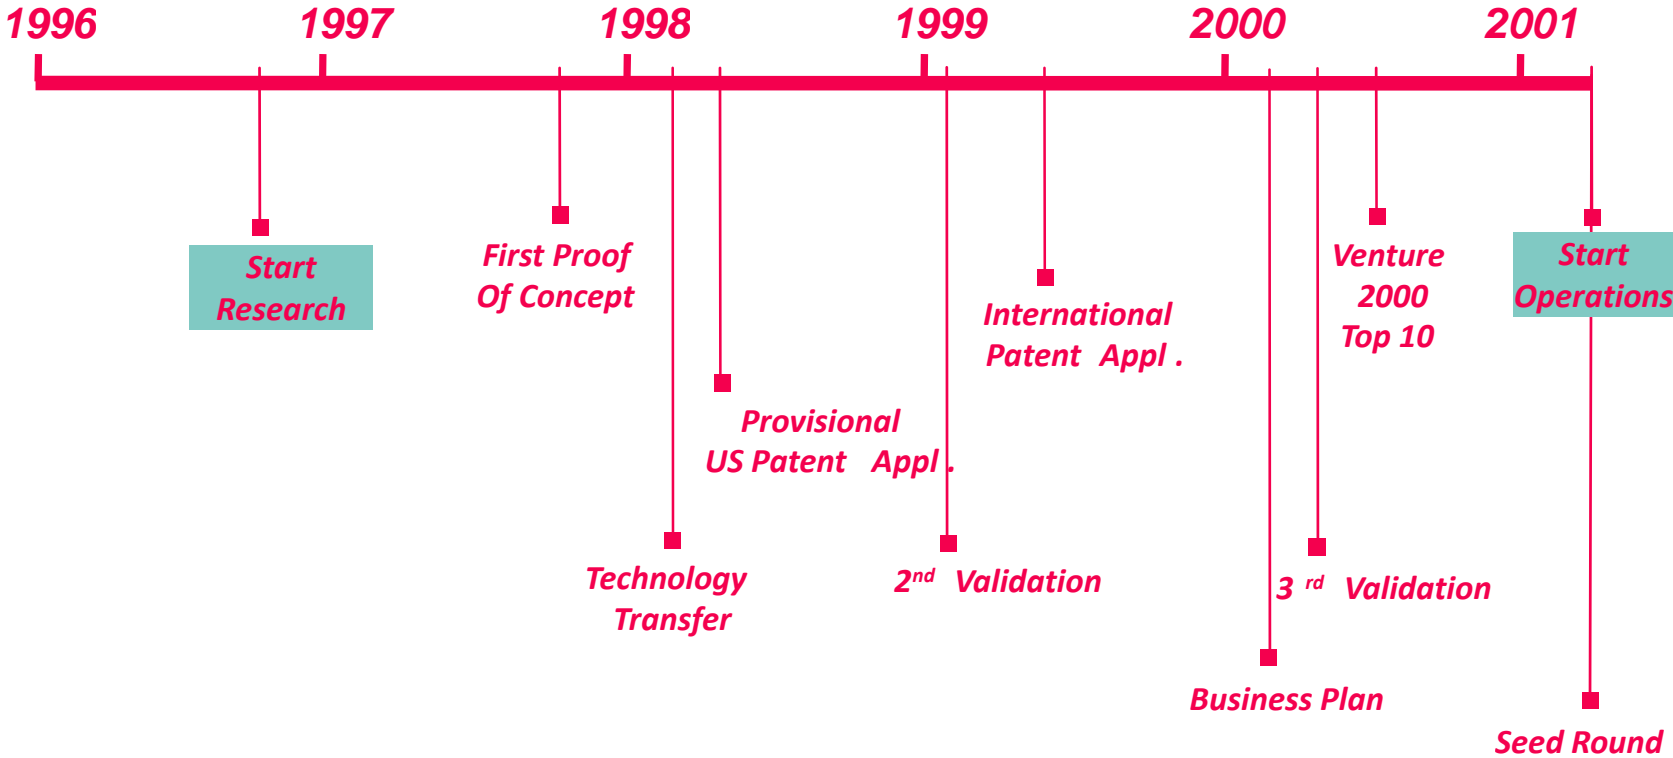 1996 1997 1998 1999 2000 2001
Start
Research
First Proof
Of Concept
Technology
Transfer
Provisional
US Patent Appl .
2nd Validation
International
Patent Appl .
Business Plan
3 rd Validation
Venture
2000
Top 10
Start
Operations
Seed Round